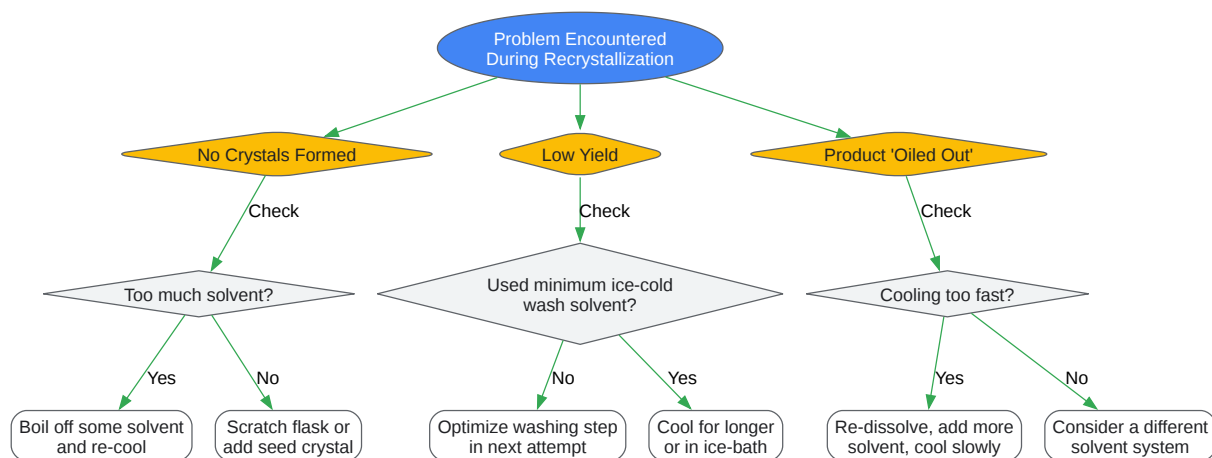 Problem Encountered
During Recrystallization
No Crystals Formed
Low Yield
Product 'Oiled Out'
Check
Check
Check
Too much solvent?
Used minimum ice-cold
wash solvent?
Cooling too fast?
Yes
No
No
Yes
Yes
No
Boil off some solvent
and re-cool
Scratch flask or
add seed crystal
Optimize washing step
in next attempt
Cool for longer
or in ice-bath
Re-dissolve, add more
solvent, cool slowly
Consider a different
solvent system